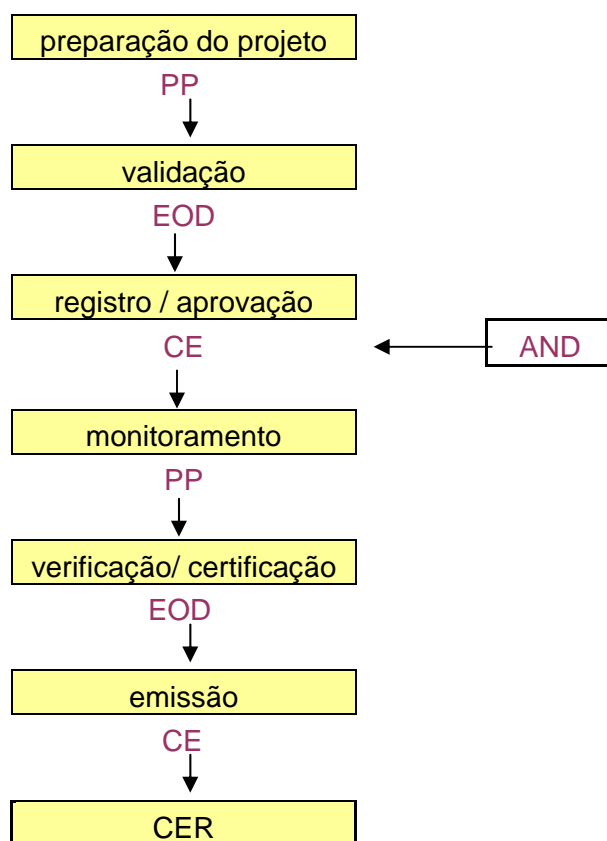 preparação do projeto
PP
validação
EOD
registro / aprovação
CE
AND
monitoramento
PP
verificação/ certificação
EOD
emissão
CE
CER